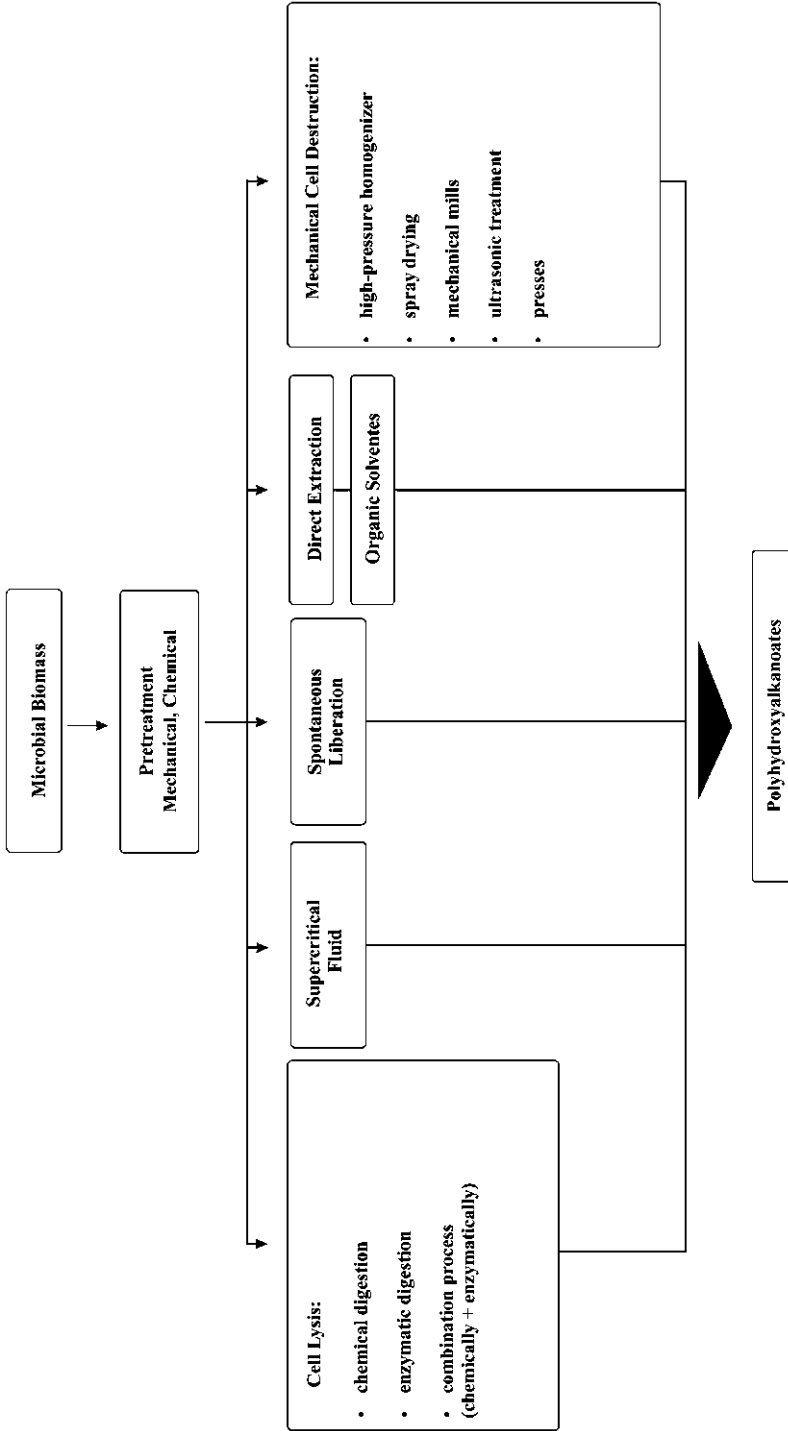 Microbial Biomass
Pretreatment
Mechanical, Chemical
Cell Lysis:
• chemical digestion
• enzymatic digestion
• combination process
(chemically + enzymatically)
Supercritical
Fluid
Spontaneous
Liberation
Direct Extraction
Organic Solventes
Mechanical Cell Destruction:
• high-pressure homogenizer
• spray drying
• mechanical mills
• ultrasonic treatment
• presses
Polyhydroxyalkanoates